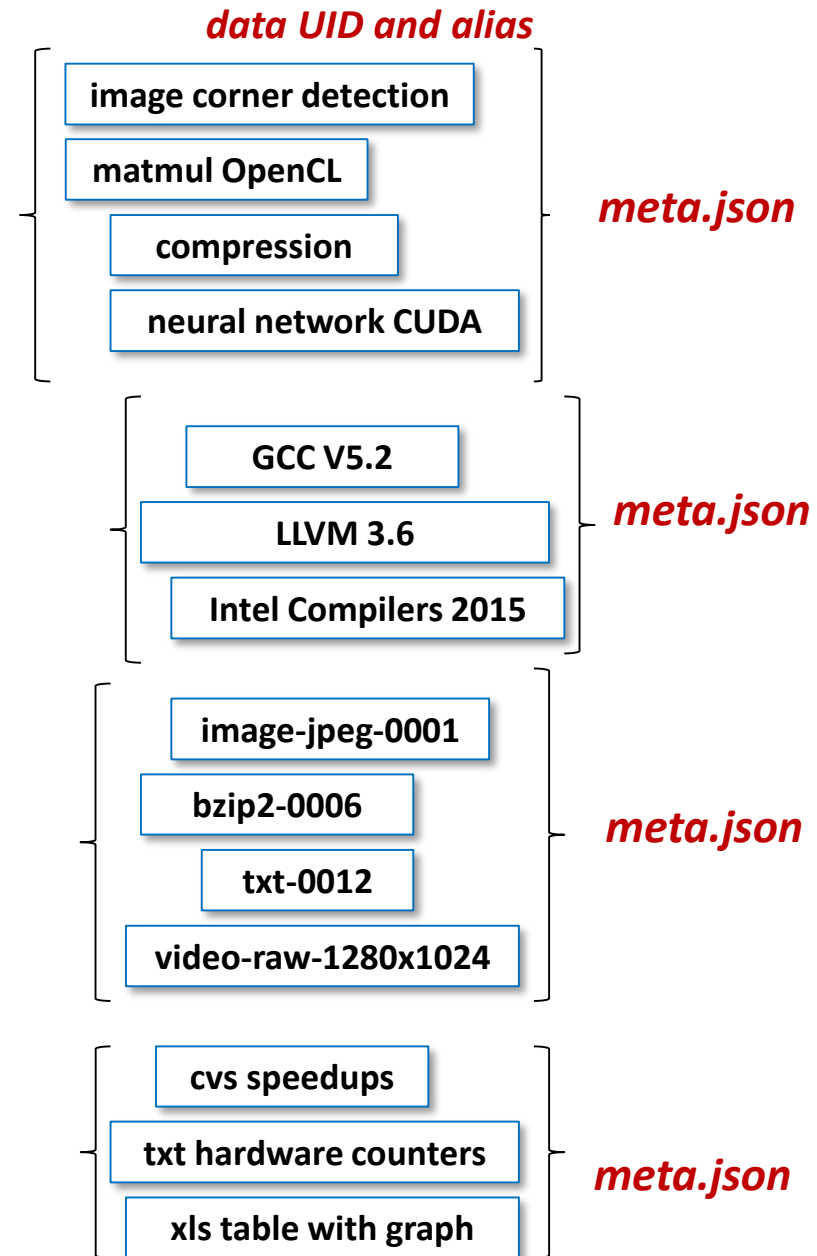 data UID and alias
image corner detection
matmul OpenCL
compression
neural network CUDA
meta.json
GCC V5.2
LLVM 3.6
Intel Compilers 2015
meta.json
image-jpeg-0001
bzip2-0006
txt-0012
video-raw-1280x1024
meta.json
cvs speedups
txt hardware counters
xls table with graph
meta.json